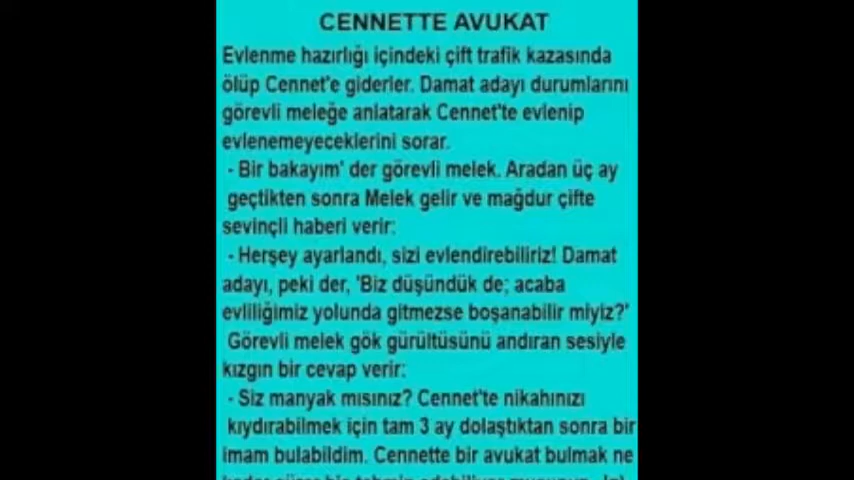 CENNETTE AVUKAT
Evlenme hazırlığı içindeki çift trafik kazasında
ölüp Cennet'e giderler. Damat adayı durumlarını
görevli meleğe anlatarak Cennet'te evlenip
evlenemeyeceklerini sorar.
- Bir bakayım' der görevli melek. Aradan üç ay
geçtikten sonra Melek gelir ve mağdur çifte
sevinçli haberi verir:
- Herşey ayarlandı, sizi evlendirebiliriz! Damat
adayı, peki der, 'Biz düşündük de; acaba
evliliğimiz yolunda gitmezse boşanabilir miyiz?'
Görevli melek gök gürültüsünü andıran sesiyle
kızgın bir cevap verir:
- Siz manyak mısınız? Cennet'te nikahınızı
kıydırabilmek için tam 3 ay dolaştıktan sonra bir
imam bulabildim. Cennette bir avukat bulmak ne